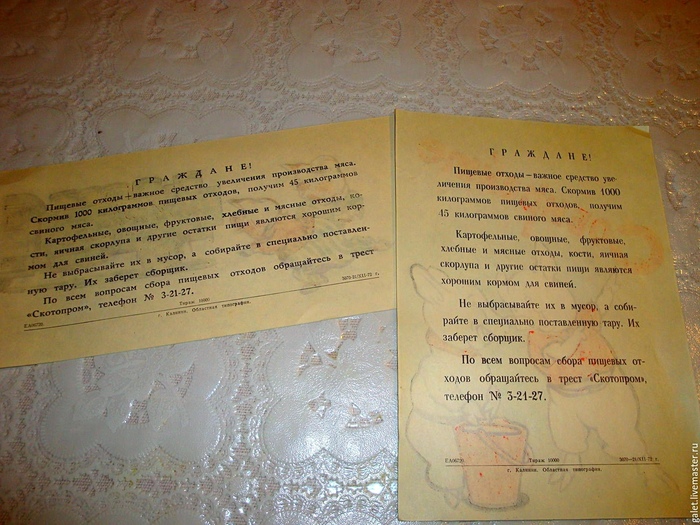 ГРАЖДАНЕ!
Пищевые отходы — важное средство увеличения производства мяса.
Скормив 1000 килограммов пищевых отходов, получим 45 килограммов
свиного мяса.
Картофельные, овощные, фруктовые, хлебные и мясные отходы, ко-
сти, яичная скорлупа и другие остатки пищи являются хорошим кор-
мом для свиней.
Не выбрасывайте их в мусор, а собирайте в специально поставлен-
ную тару. Их заберет сборщик.
По всем вопросам сбора пищевых отходов обращайтесь в трест
«Скотопром», телефон № 3-21-27.
Тираж 10000
г. Калинин. Областная типография.
ГРАЖДАНЕ!
Пищевые отходы — важное средство уве-
личения производства мяса. Скормив 1000
килограммов пищевых отходов, получим
45 килограммов свиного мяса.
Картофельные, овощные, фруктовые,
хлебные и мясные отходы, кости, яичная
скорлупа и другие остатки пищи являются
хорошим кормом для свиней.
Не выбрасывайте их в мусор, а соби-
райте в специально поставленную тару. Их
заберет сборщик.
По всем вопросам сбора пищевых от-
ходов обращайтесь в трест «Скотопром»,
телефон № 3-21-27.
Тираж 10000
г. Калинин. Областная типография.
galet.livemaster.ru